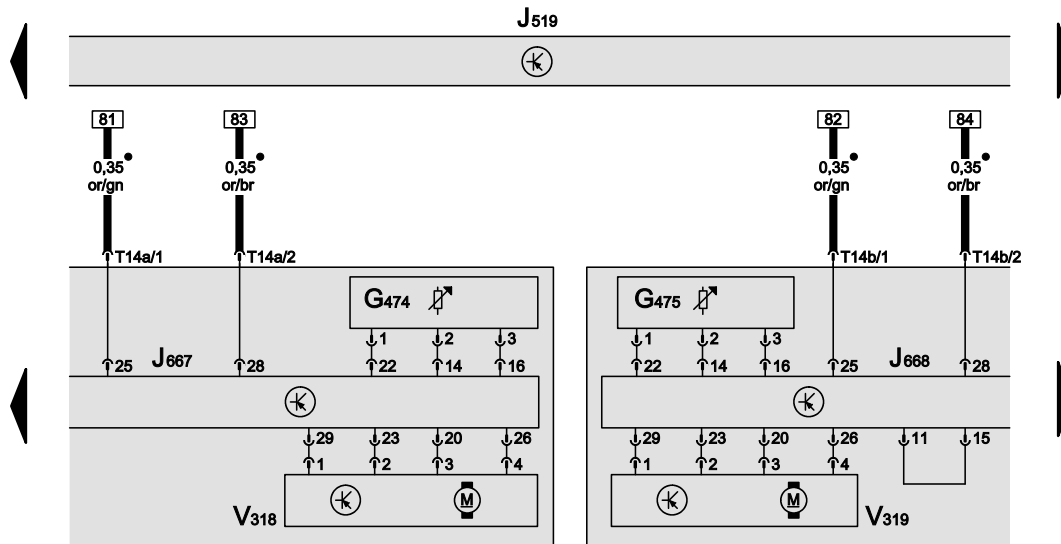 J519
81 83 82 84
0,35 0,35 0,35 0,35
or/gn or/br or/gn or/br
T14a/1 T14a/2 T14b/1 T14b/2
G474 G475
1 2 3 1 2 3
25 J667 28 22 14 16 22 14 16 25 J668 28
29 23 20 26 29 23 20 26 11 15
1 2 3 4 1 2 3 4
M M
V318 V319